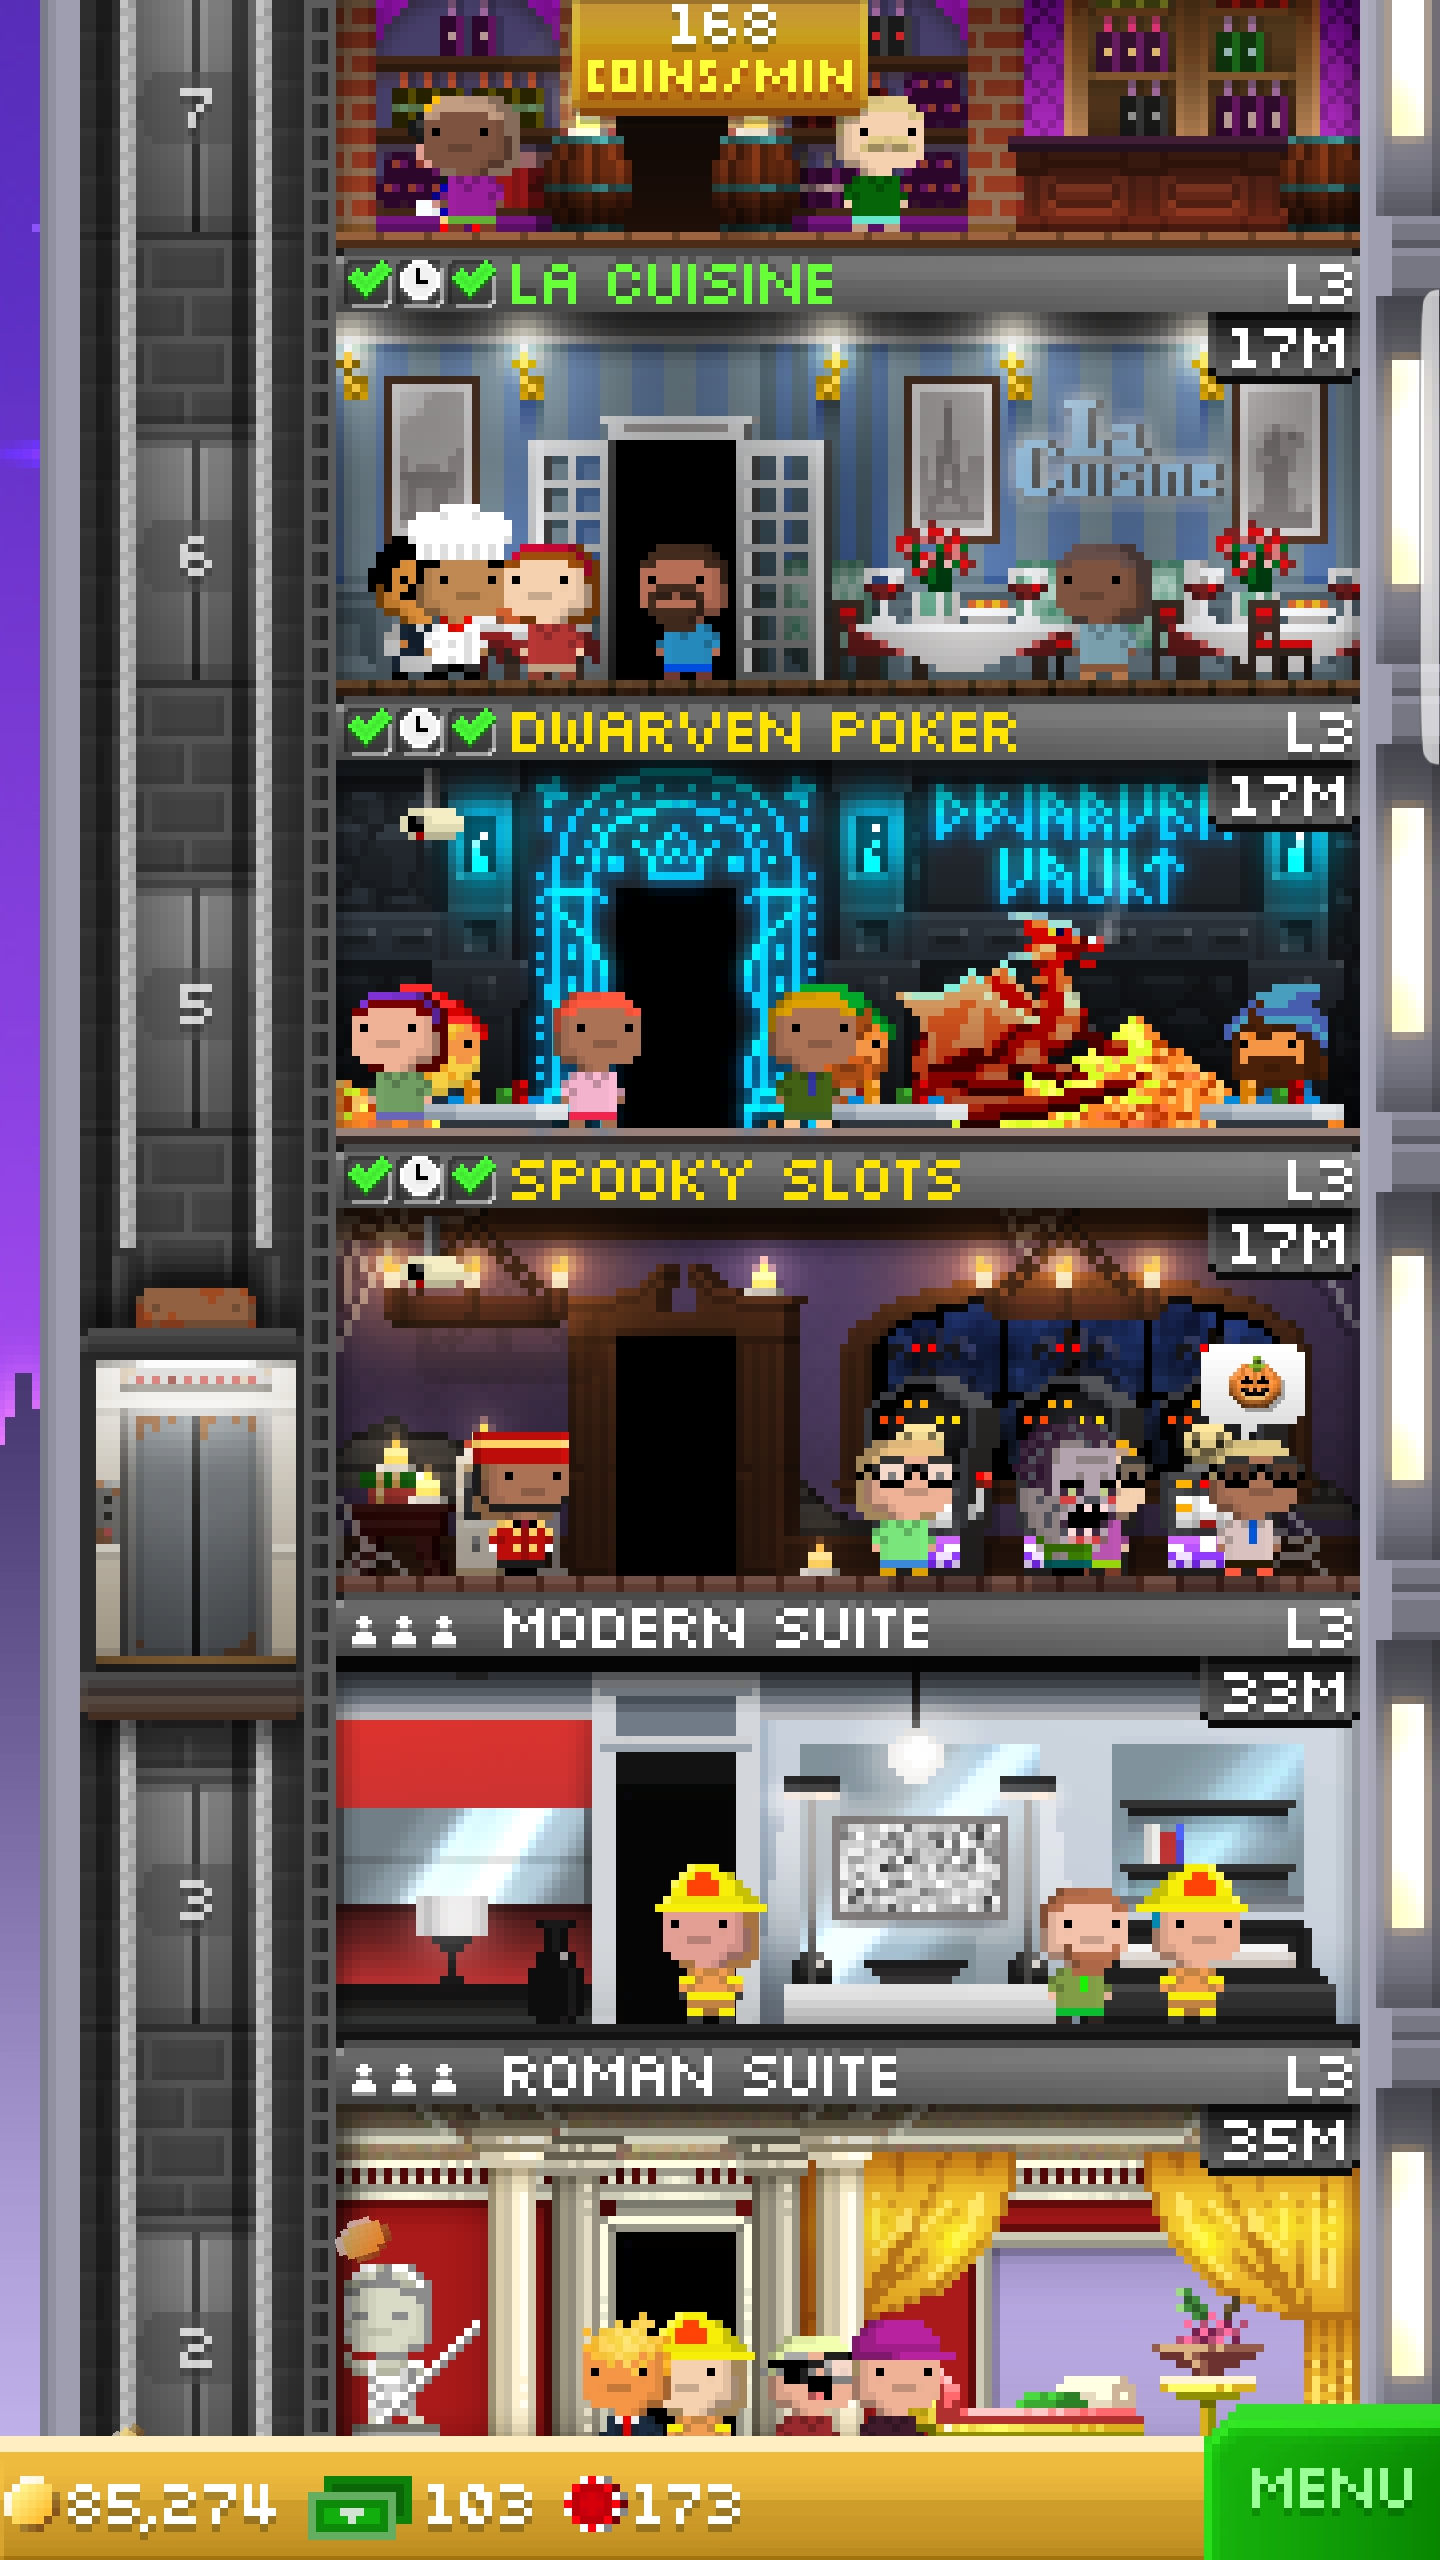 168
COINS/MIN
7
LA CUISINE L3
17M
La
Cuisine
6
DWARVEN POKER L3
17M
DWARVEN
VAULT
5
SPOOKY SLOTS L3
17M
MODERN SUITE L3
33M
3
ROMAN SUITE L3
35M
2
85,274 103 173
MENU